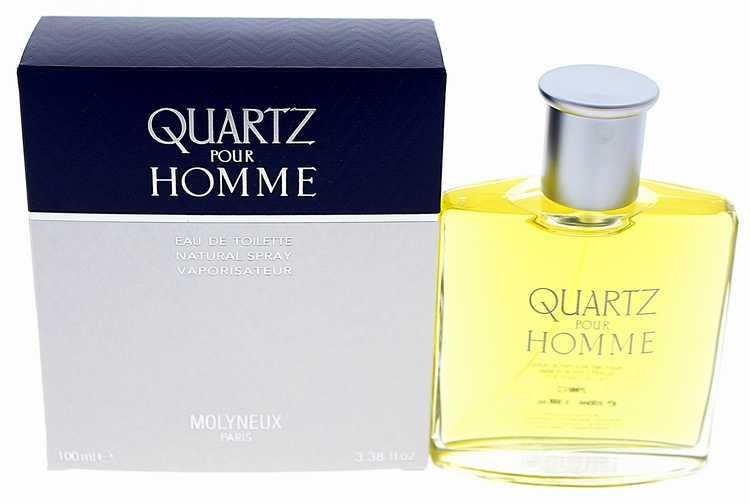 QUARTZ
POUR
HOMME
EAU DE TOILETTE
NATURAL SPRAY
VAPORISATEUR
MOLYNEUX
PARIS
100ml e
3.38 fl oz
QUARTZ
POUR
HOMME